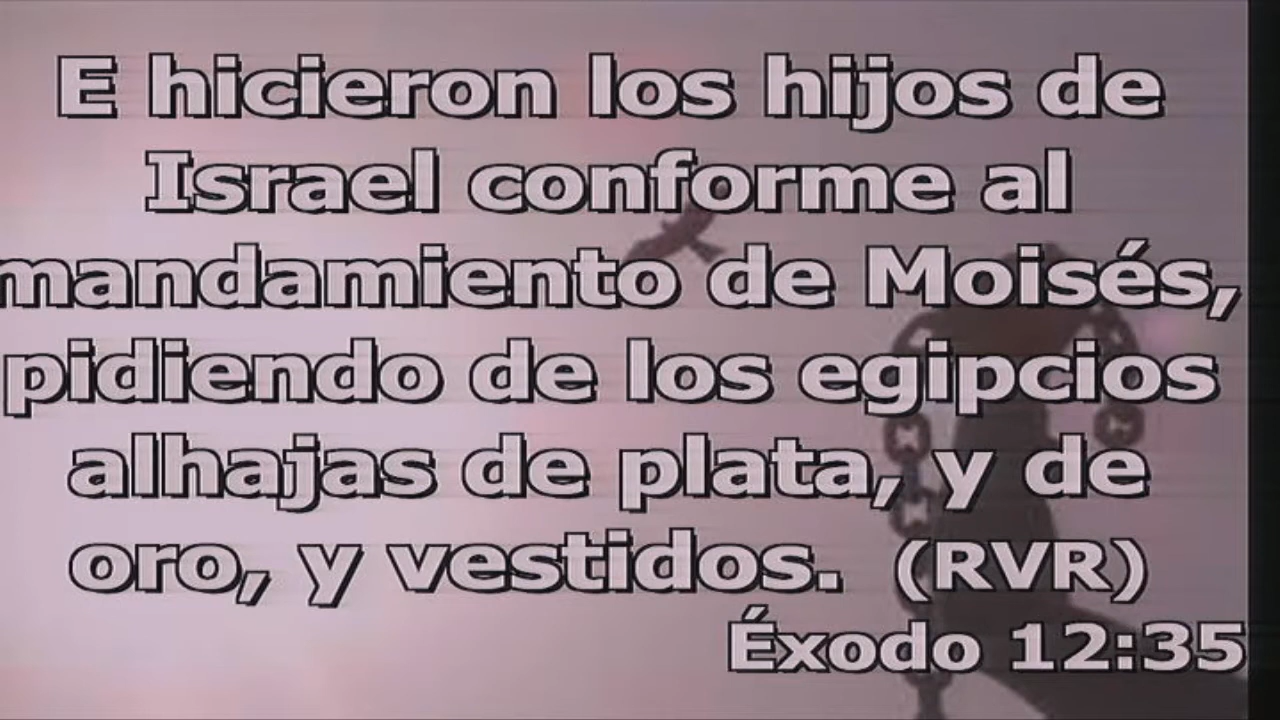 E hicieron los hijos de
Israel conforme al
mandamiento de Moisés,
pidiendo de los egipcios
alhajas de plata, y de
oro, y vestidos. (RVR)
Éxodo 12:35